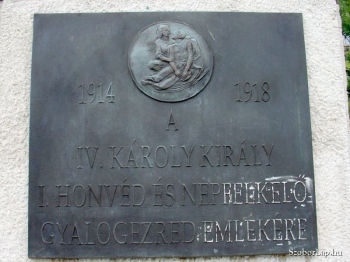 1914 1918
A
IV. KÁROLY KIRÁLY
I. HONVÉD ÉS NÉPFELKELŐ
GYALOGEZRED EMLÉKÉRE
Szoborlap.hu